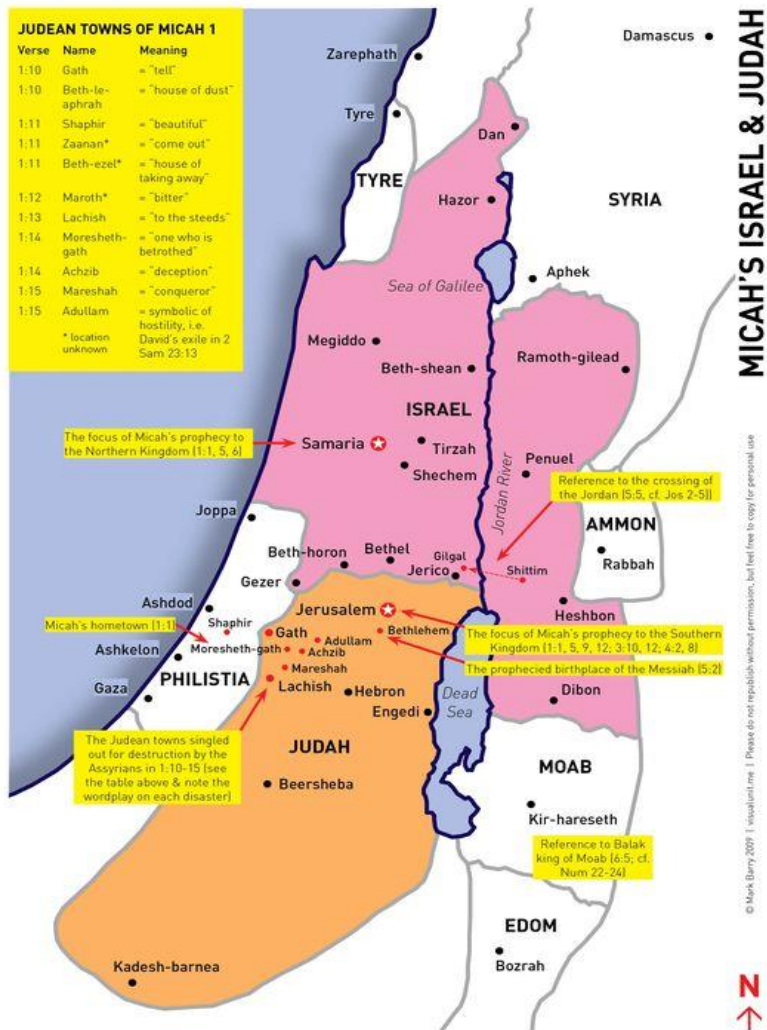 JUDEAN TOWNS OF MICAH 1
Verse Name Meaning
1:10 Gath = "tell"
1:10 Beth-le-
aphrah = "house of dust"
1:11 Shaphir = "beautiful"
1:11 Zaanan* = "come out"
1:11 Beth-ezel* = "house of
taking away"
1:12 Maroth* = "bitter"
1:13 Lachish = "to the steeds"
1:14 Moresheth-
gath = "one who is
betrothed"
1:14 Achzib = "deception"
1:15 Mareshah = "conqueror"
1:15 Adullam = symbolic of
hostility, i.e.
David's exile in 2
Sam 23:13
* location
unknown
MICAH'S ISRAEL & JUDAH
Damascus
Zarephath
Tyre
TYRE
Dan
Hazor
SYRIA
Sea of Galilee
Aphek
Megiddo
Beth-shean
Ramoth-gilead
ISRAEL
The focus of Micah's prophecy to
the Northern Kingdom (1:1, 5, 6)
Samaria
Tirzah
Shechem
Jordan River
Penuel
Reference to the crossing of
the Jordan (5:5, cf. Jos 2-5))
Joppa
AMMON
Rabbah
Beth-horon
Bethel
Gilgal
Jerico
Shittim
Gezer
Heshbon
Ashdod
Jerusalem
Micah's hometown (1:1)
Shaphir
Gath
Bethlehem
The focus of Micah's prophecy to the Southern
Kingdom (1:1, 5, 9, 12; 3:10, 12; 4:2, 8)
Adullam
Moresheth-gath
Achzib
Ashkelon
Mareshah
The prophecied birthplace of the Messiah (5:2)
PHILISTIA
Lachish
Gaza
Hebron
Dead
Sea
Dibon
Engedi
The Judean towns singled
out for destruction by the
Assyrians in 1:10-15 (see
the table above & note the
wordplay on each disaster)
JUDAH
Beersheba
MOAB
Kir-hareseth
Reference to Balak
king of Moab (6:5; cf.
Num 22-24)
EDOM
Bozrah
Kadesh-barnea
© Mark Barry 2009 | visualunit.me | Please do not republish without permission, but feel free to copy for personal use
N